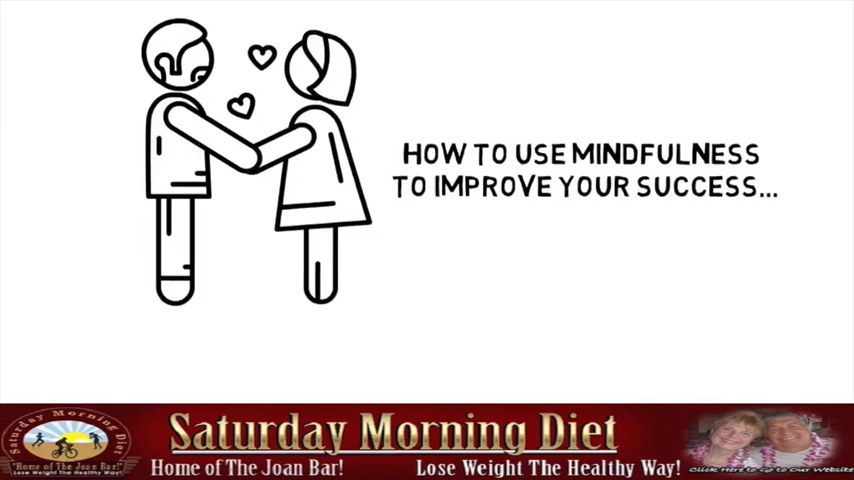 HOW TO USE MINDFULNESS
TO IMPROVE YOUR SUCCESS...
Saturday Morning Diet
"Home of The Joan Bar!"
Lose Weight The Healthy Way!
Saturday Morning Diet
Home of The Joan Bar!
Lose Weight The Healthy Way!
Click Here to Go to Our Website